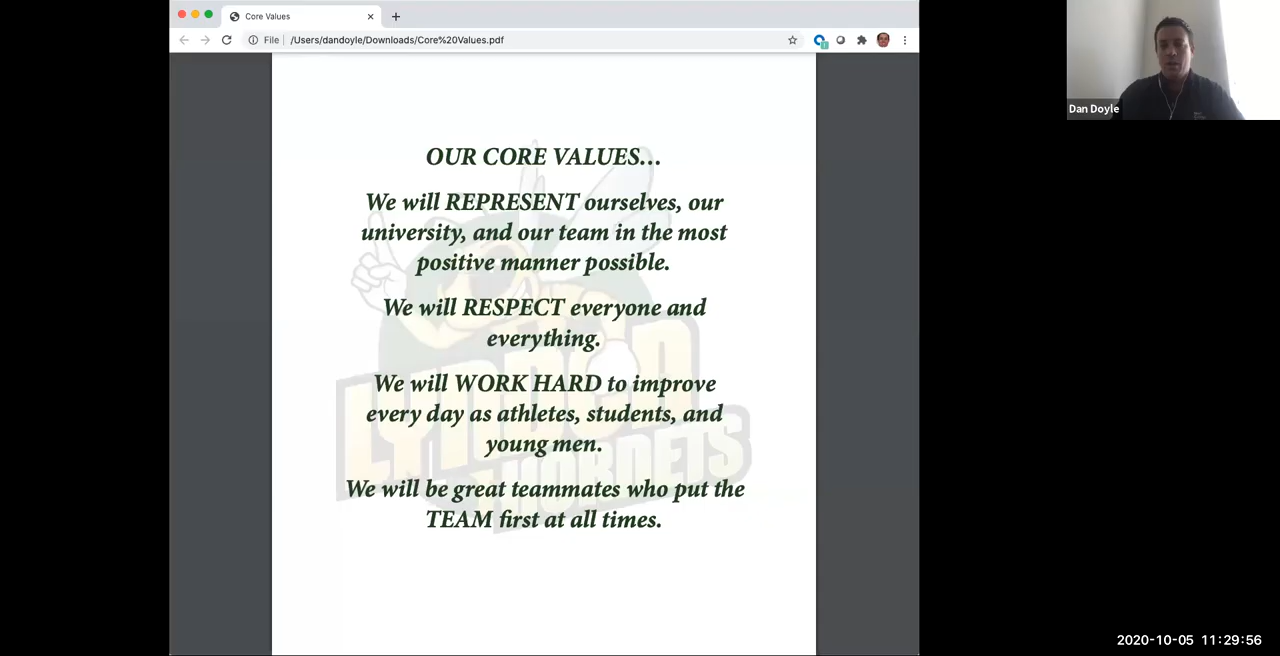 Core Values
File
/Users/dandoyle/Downloads/Core%20Values.pdf
Dan Doyle
OUR CORE VALUES...
We will REPRESENT ourselves, our
university, and our team in the most
positive manner possible.
We will RESPECT everyone and
everything.
We will WORK HARD to improve
every day as athletes, students, and
young men.
We will be great teammates who put the
TEAM first at all times.
LYNDON
HORNETS
2020-10-05 11:29:56